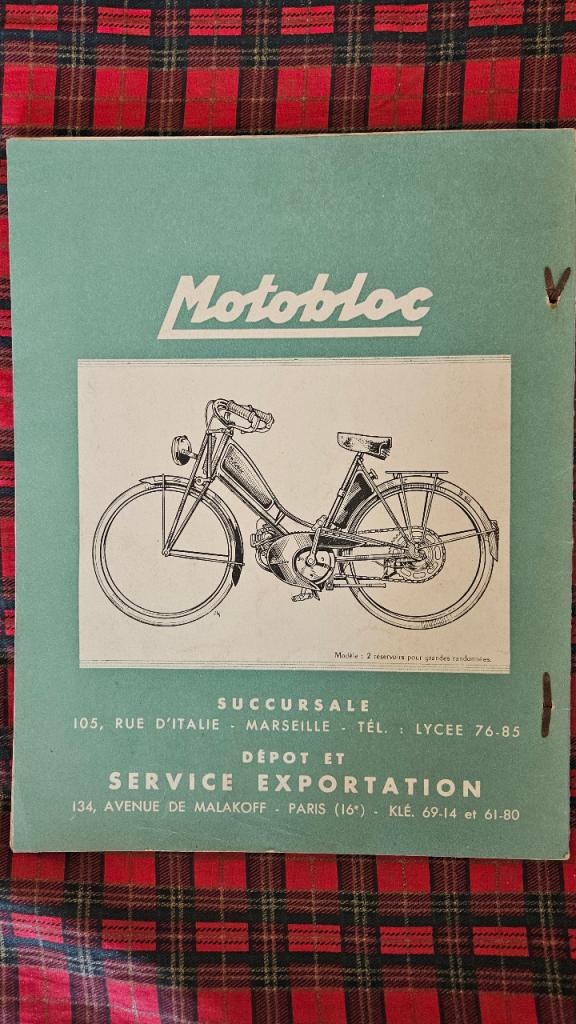 Motobloc
Modèle : 2 réservoirs pour grandes randonnées.
SUCCURSALE
105, RUE D'ITALIE - MARSEILLE - TÉL. : LYCEE 76-85
DÉPOT ET
SERVICE EXPORTATION
134, AVENUE DE MALAKOFF - PARIS (16ᵉ) - KLÉ. 69-14 et 61-80